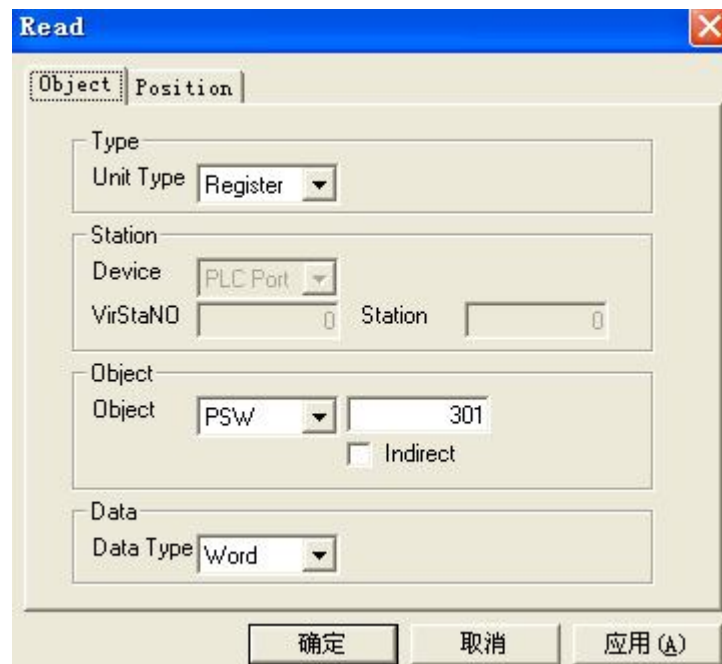 Read
Object Position
Type
Unit Type Register
Station
Device PLC Port
VirStaNO 0 Station 0
Object
Object PSW 301
Indirect
Data
Data Type Word
确定 取消 应用(A)